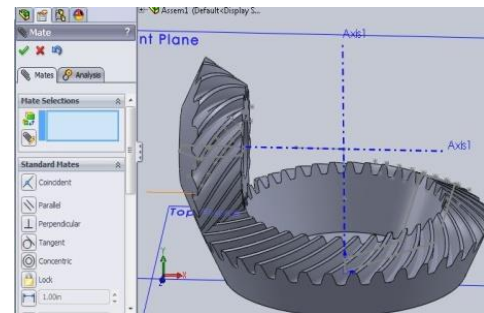 Assem1 (Default<Display S...
Mate
?
Mates
Analysis
Mate Selections
Standard Mates
Coincident
Parallel
Perpendicular
Tangent
Concentric
Lock
1.00in
nt Plane
Axis1
Axis1
Top
Y
X